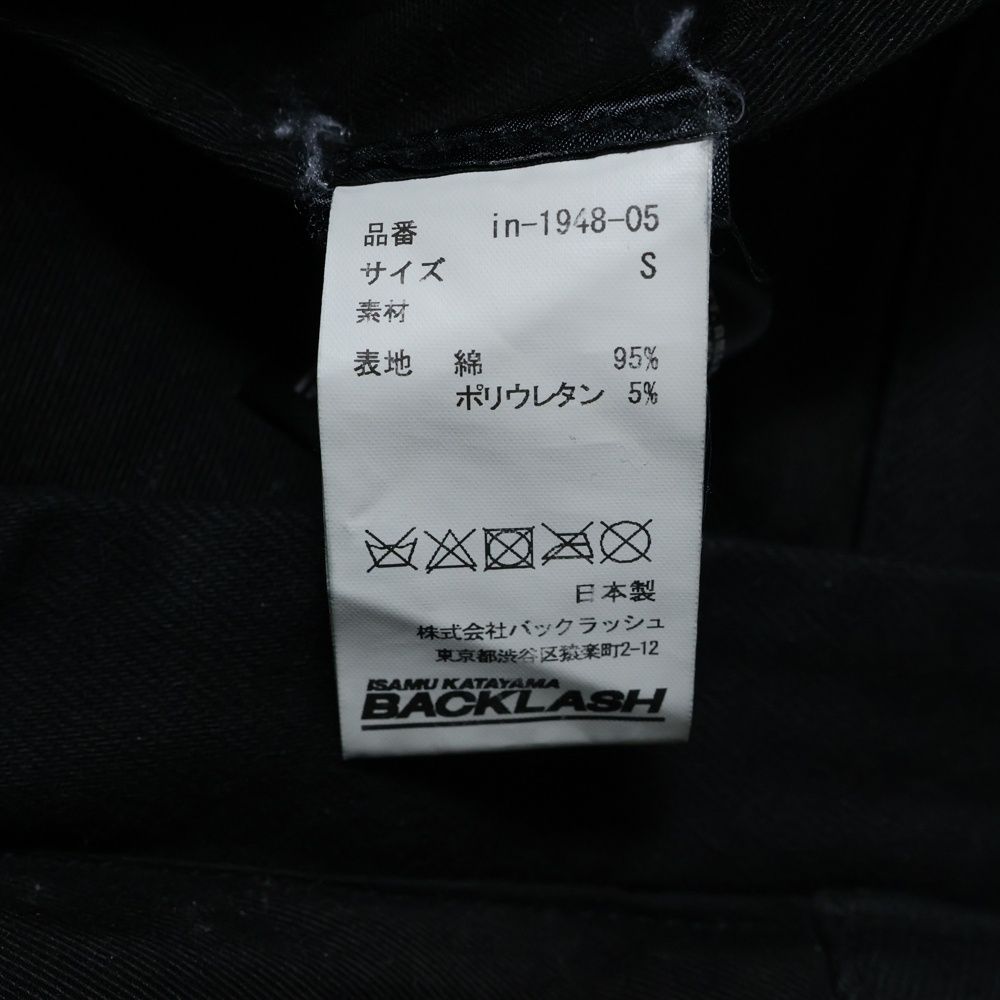 品番 in-1948-05
サイズ S
素材
表地 綿 95%
ポリウレタン 5%
日本製
株式会社バックラッシュ
東京都渋谷区猿楽町2-12
ISAMU KATAYAMA
BACKLASH